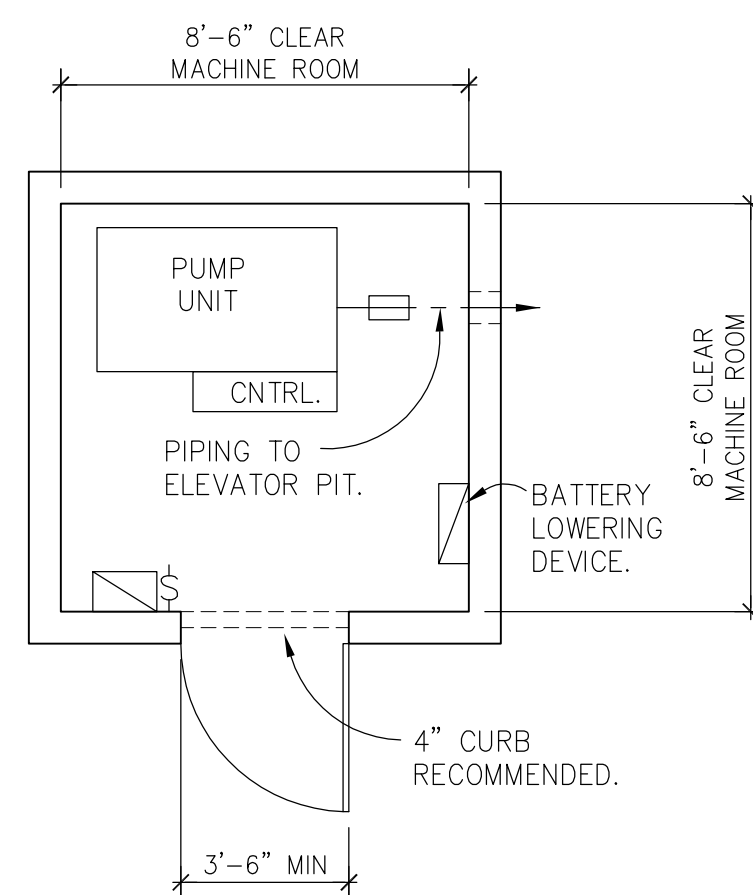 8’-6” CLEAR
MACHINE ROOM
PUMP
UNIT
CNTRL.
PIPING TO
ELEVATOR PIT.
8’-6” CLEAR
MACHINE ROOM
BATTERY
LOWERING
DEVICE.
S
4” CURB
RECOMMENDED.
3’-6” MIN